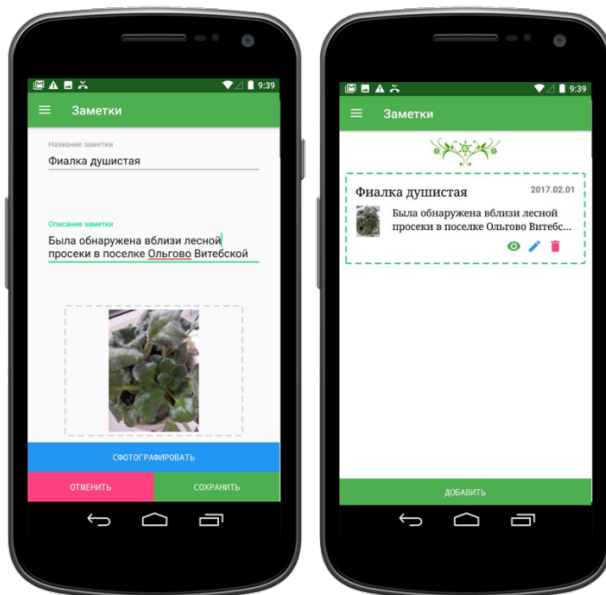 9:39
Заметки
Название заметки
Фиалка душистая
Описание заметки
Была обнаружена вблизи лесной
просеки в поселке Ольгово Витебской
СФОТОГРАФИРОВАТЬ
ОТМЕНИТЬ
СОХРАНИТЬ
9:39
Заметки
Фиалка душистая
2017.02.01
Была обнаружена вблизи лесной
просеки в поселке Ольгово Витебс...
ДОБАВИТЬ